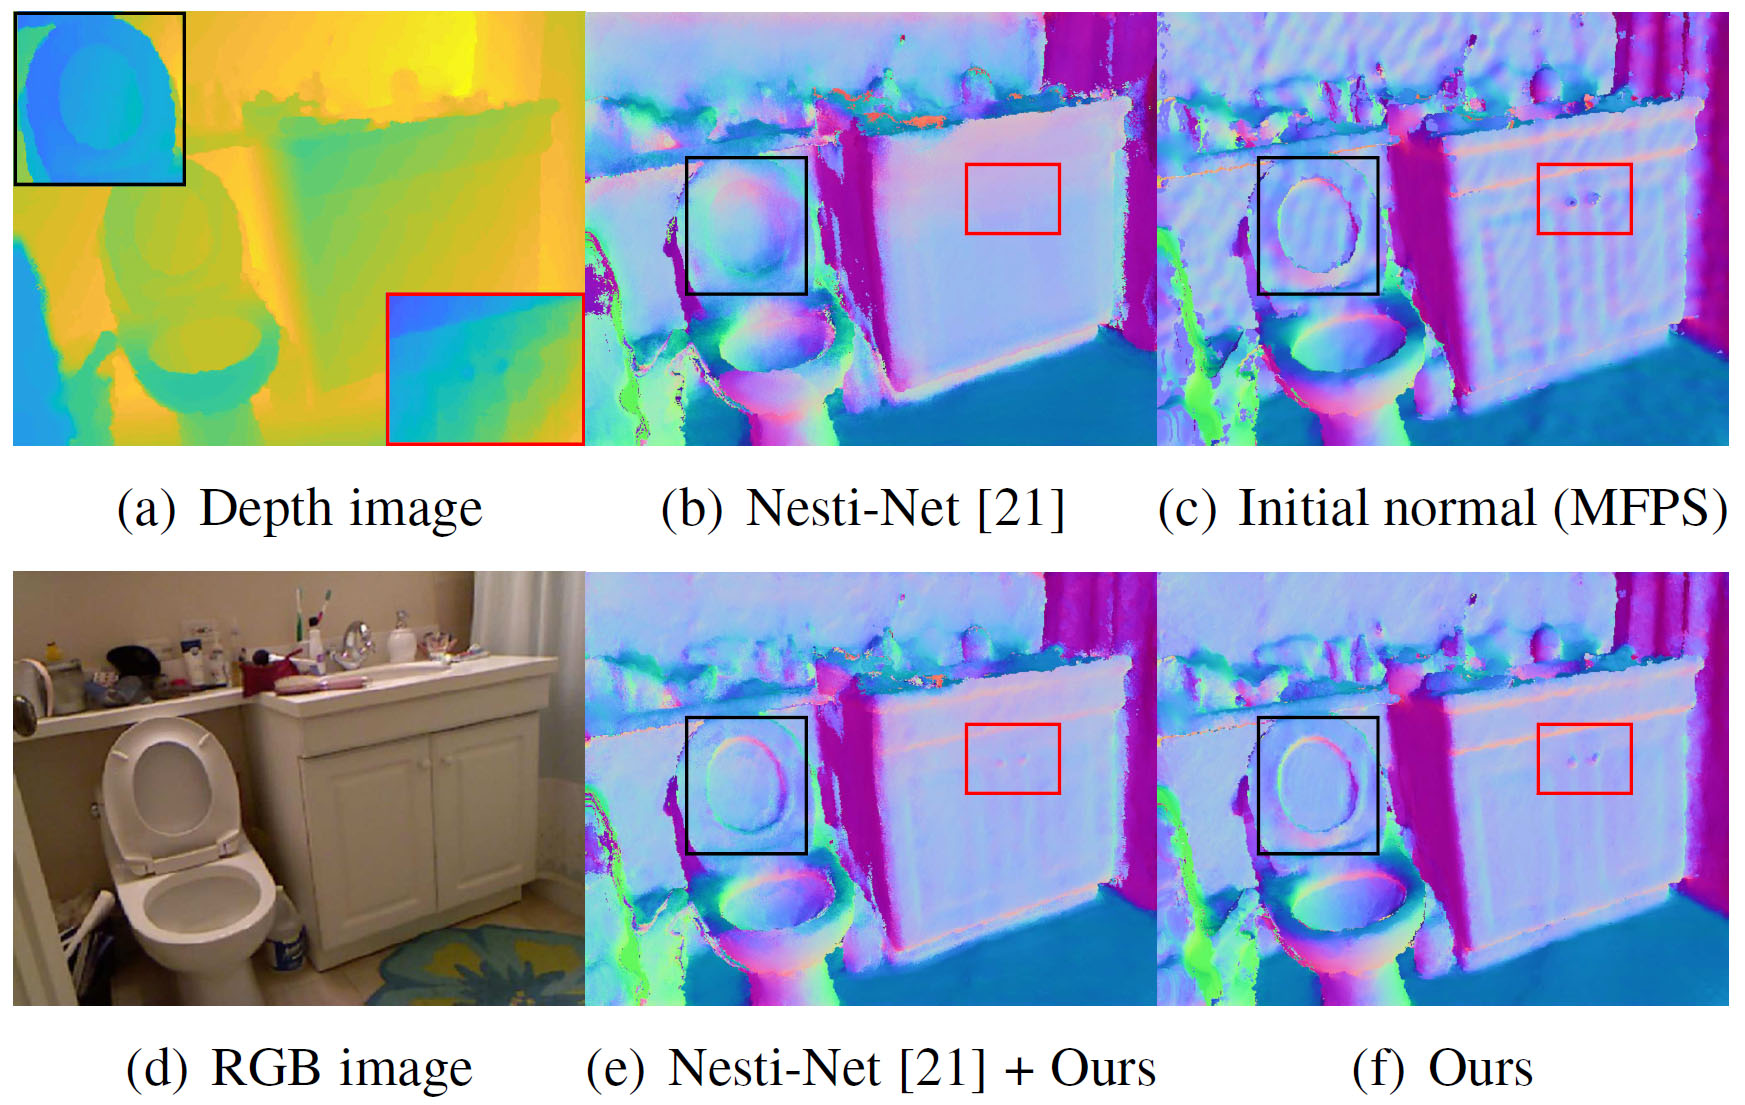 (a) Depth image
(b) Nesti-Net [21]
(c) Initial normal (MFPS)
(d) RGB image
(e) Nesti-Net [21] + Ours
(f) Ours